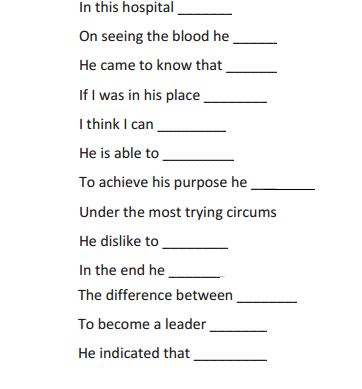 In this hospital _______
On seeing the blood he ______
He came to know that _______
If I was in his place ________
I think I can _________
He is able to _________
To achieve his purpose he ________
Under the most trying circums
He dislike to ________
In the end he _______
The difference between ________
To become a leader _______
He indicated that _________